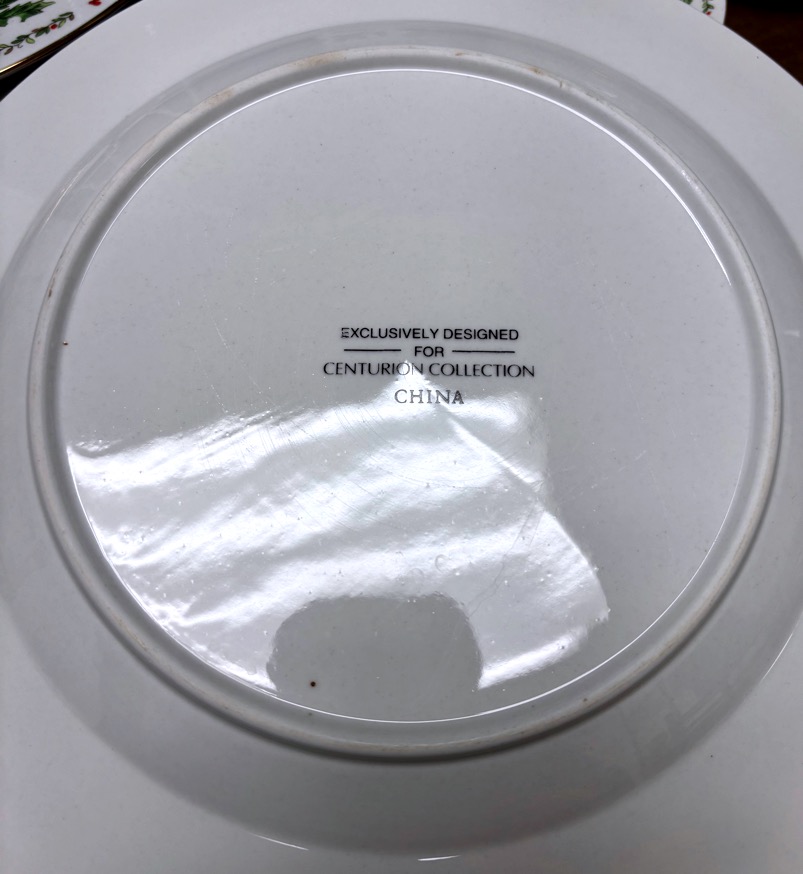 EXCLUSIVELY DESIGNED
FOR
CENTURION COLLECTION
CHINA